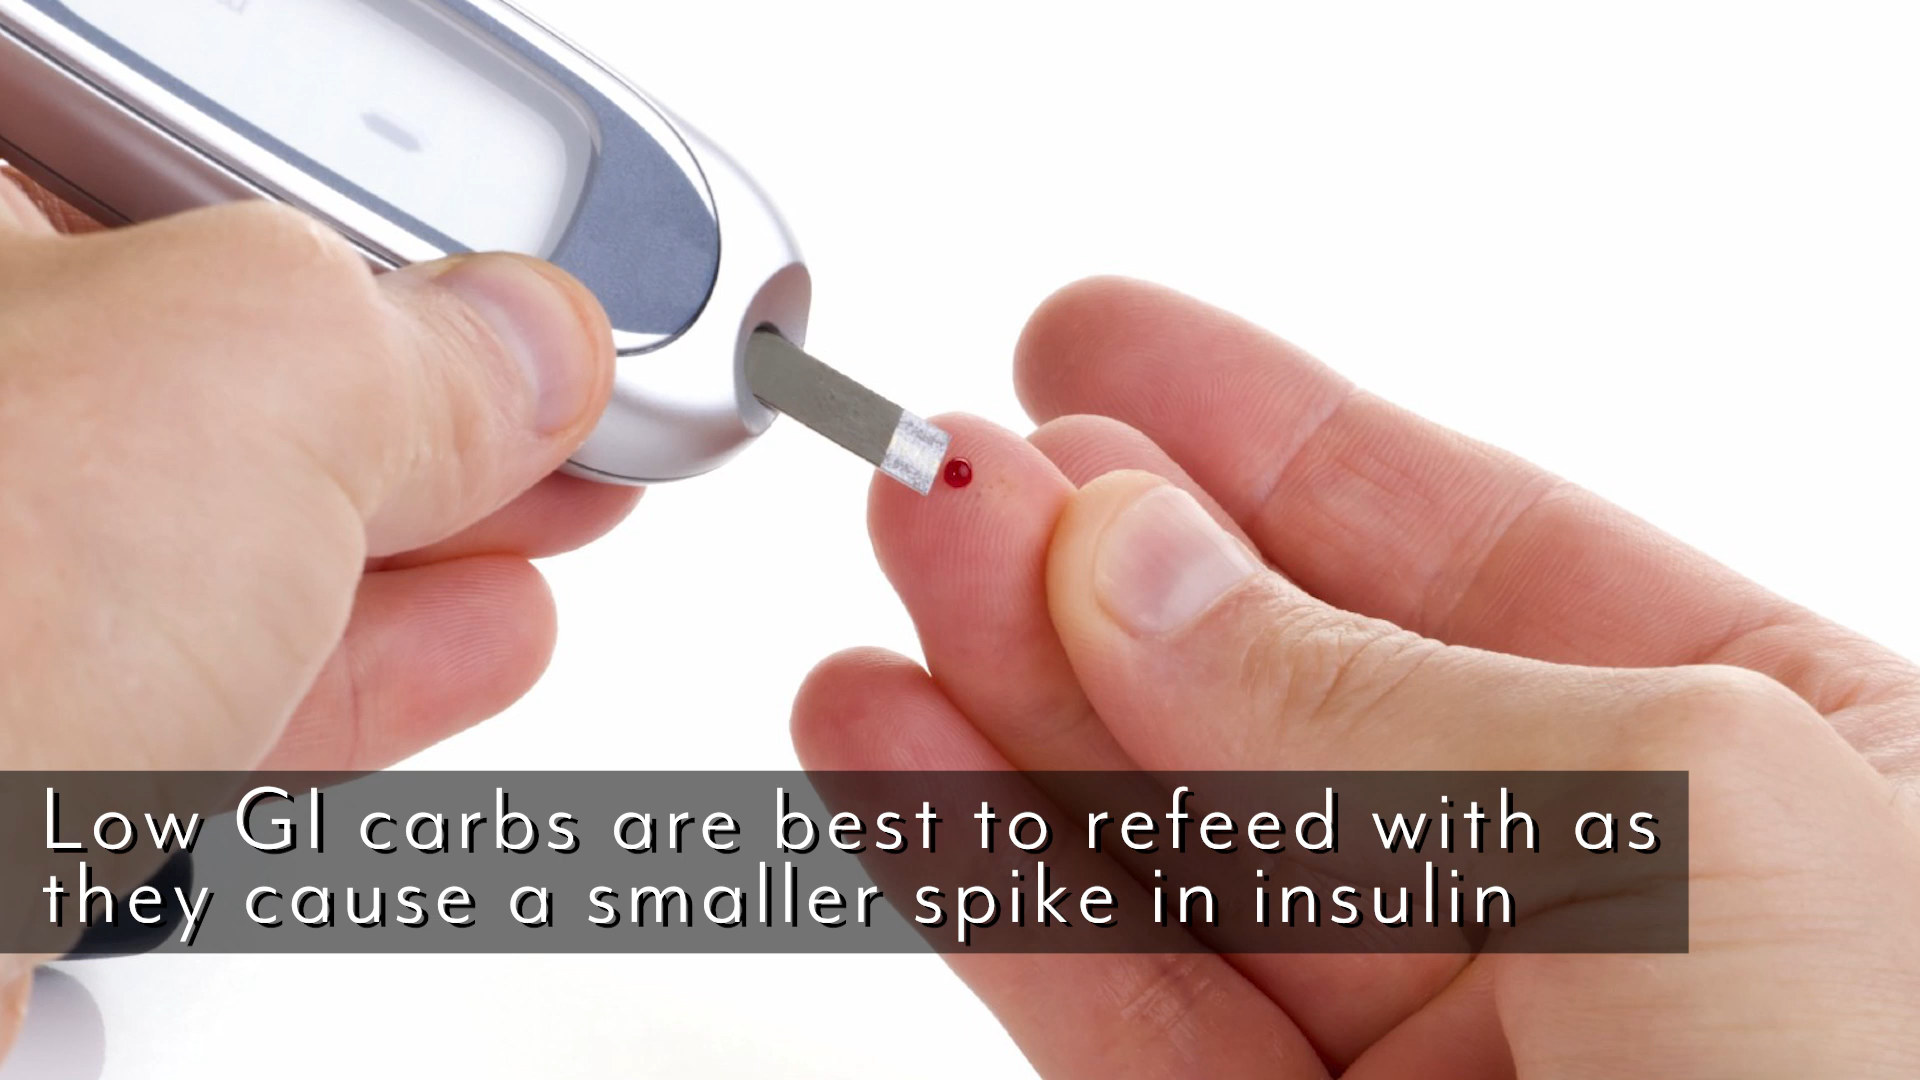 Low GI carbs are best to refeed with as
they cause a smaller spike in insulin